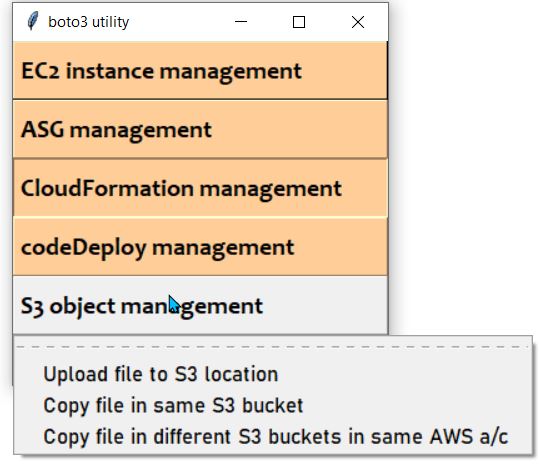 boto3 utility
EC2 instance management
ASG management
CloudFormation management
codeDeploy management
S3 object management
Upload file to S3 location
Copy file in same S3 bucket
Copy file in different S3 buckets in same AWS a/c